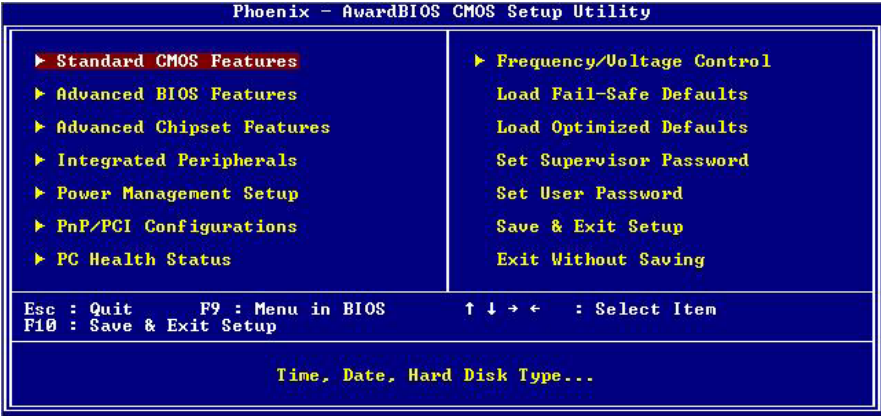 Phoenix - AwardBIOS CMOS Setup Utility
Standard CMOS Features
Advanced BIOS Features
Advanced Chipset Features
Integrated Peripherals
Power Management Setup
PnP/PCI Configurations
PC Health Status
Frequency/Voltage Control
Load Fail-Safe Defaults
Load Optimized Defaults
Set Supervisor Password
Set User Password
Save & Exit Setup
Exit Without Saving
Esc : Quit F9 : Menu in BIOS ↑ ↓ → ← : Select Item
F10 : Save & Exit Setup
Time, Date, Hard Disk Type...